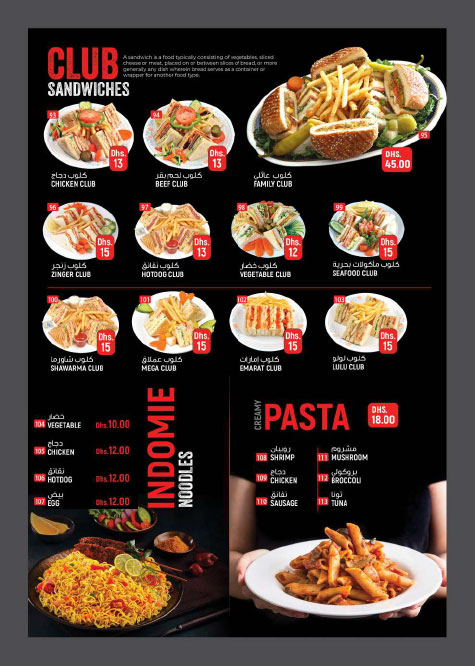 CLUB
SANDWICHES
A sandwich is a food typically consisting of vegetables, sliced
cheese or meat, placed on or between slices of bread, or more
generally any dish wherein bread serves as a container or
wrapper for another food type.
93
Dhs.
13
كلوب دجاج
CHICKEN CLUB
94
Dhs.
13
كلوب لحم بقر
BEEF CLUB
95
DHS.
45.00
كلوب عائلي
FAMILY CLUB
96
Dhs.
15
كلوب زنجر
ZINGER CLUB
97
Dhs.
13
كلوب نقانق
HOTDOG CLUB
98
Dhs.
12
كلوب خضار
VEGETABLE CLUB
99
Dhs.
15
كلوب ماكولات بحرية
SEAFOOD CLUB
100
Dhs.
15
كلوب شاورما
SHAWARMA CLUB
101
Dhs.
15
كلوب عملاق
MEGA CLUB
102
Dhs.
15
كلوب امارات
EMARAT CLUB
103
Dhs.
15
كلوب لولو
LULU CLUB
INDOMIE
NOODLES
خضار
104 VEGETABLE Dhs.10.00
دجاج
105 CHICKEN Dhs.12.00
نقانق
106 HOTDOG Dhs.12.00
بيض
107 EGG Dhs.12.00
CREAMY
PASTA
DHS.
18.00
روبيان
108 SHRIMP
دجاج
109 CHICKEN
نقانق
110 SAUSAGE
مشروم
111 MUSHROOM
بروكولي
112 BROCCOLI
تونا
113 TUNA